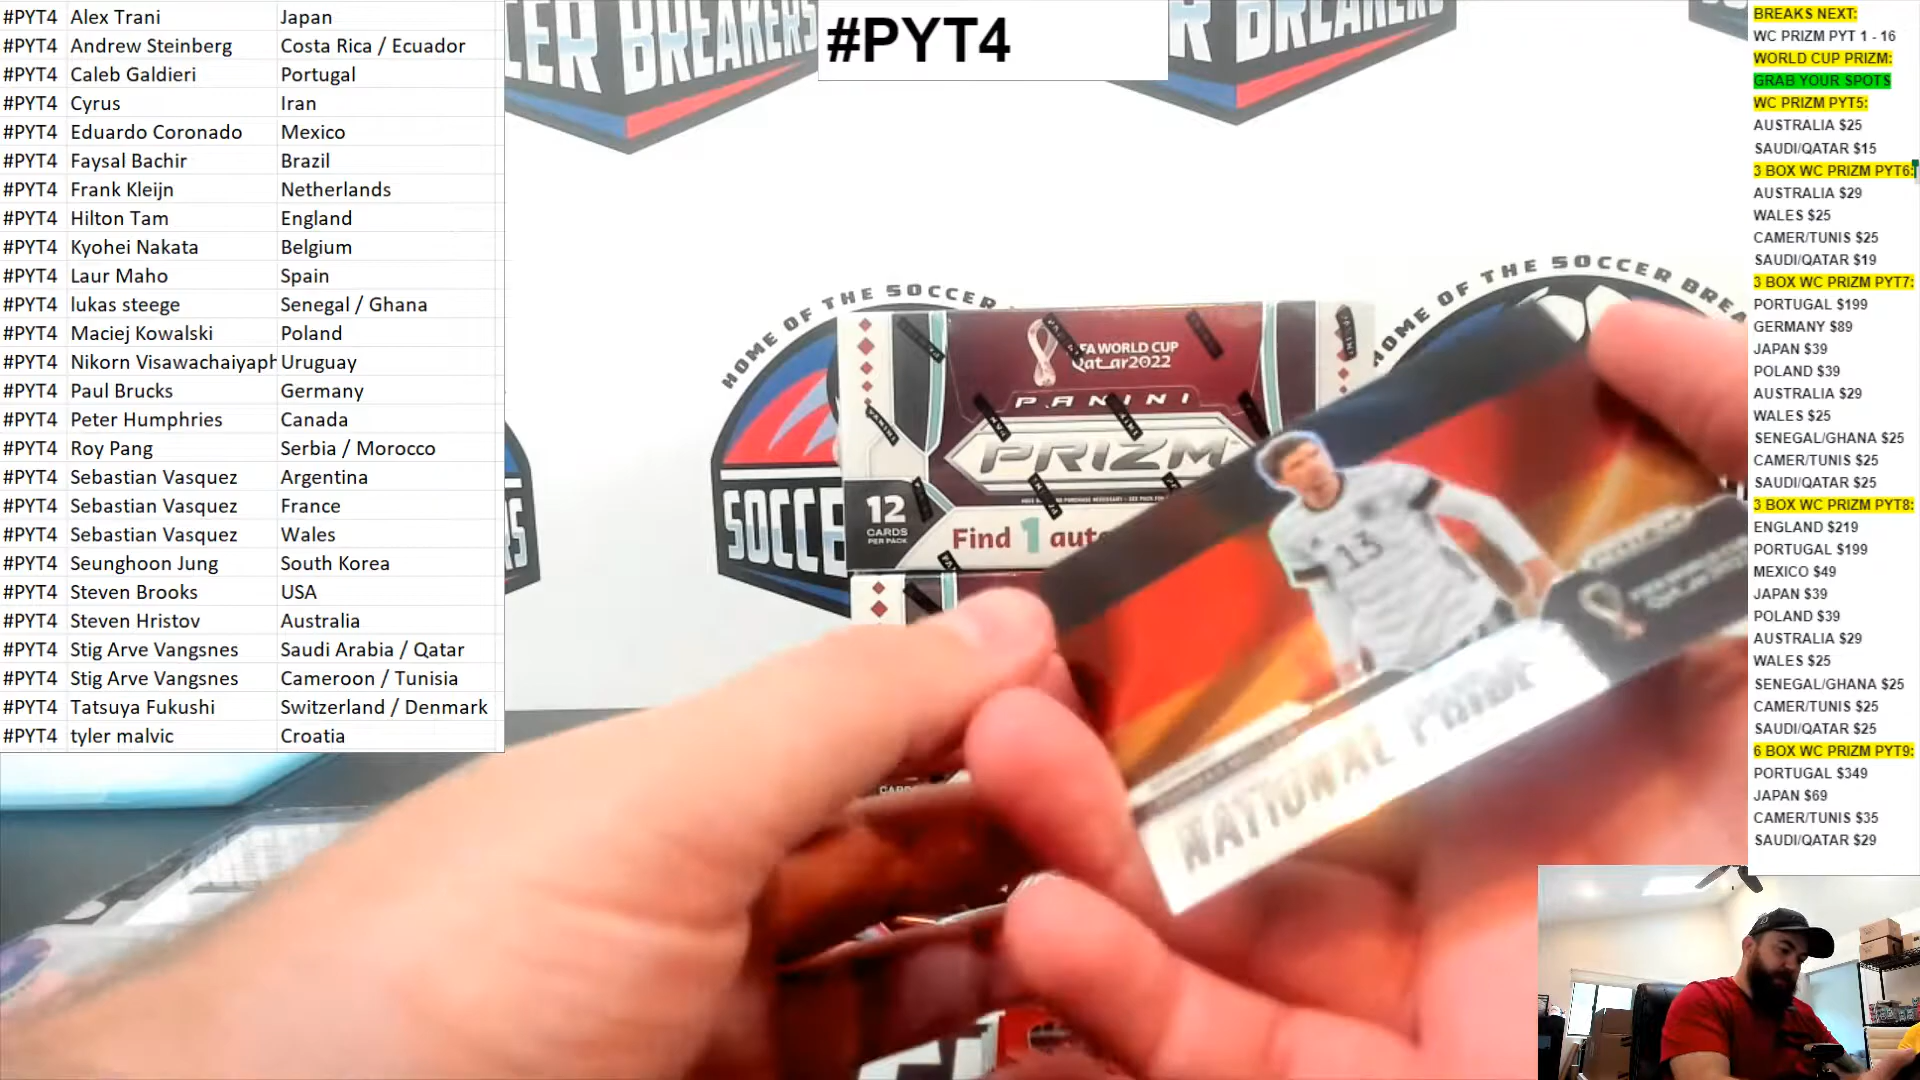 #PYT4 Alex Trani Japan
#PYT4 Andrew Steinberg Costa Rica / Ecuador
#PYT4 Caleb Galdieri Portugal
#PYT4 Cyrus Iran
#PYT4 Eduardo Coronado Mexico
#PYT4 Faysal Bachir Brazil
#PYT4 Frank Kleijn Netherlands
#PYT4 Hilton Tam England
#PYT4 Kyohei Nakata Belgium
#PYT4 Laur Maho Spain
#PYT4 lukas steege Senegal / Ghana
#PYT4 Maciej Kowalski Poland
#PYT4 Nikorn Visawachaiyaph Uruguay
#PYT4 Paul Brucks Germany
#PYT4 Peter Humphries Canada
#PYT4 Roy Pang Serbia / Morocco
#PYT4 Sebastian Vasquez Argentina
#PYT4 Sebastian Vasquez France
#PYT4 Sebastian Vasquez Wales
#PYT4 Seunghoon Jung South Korea
#PYT4 Steven Brooks USA
#PYT4 Steven Hristov Australia
#PYT4 Stig Arve Vangsnes Saudi Arabia / Qatar
#PYT4 Stig Arve Vangsnes Cameroon / Tunisia
#PYT4 Tatsuya Fukushi Switzerland / Denmark
#PYT4 tyler malvic Croatia
#PYT4
CER BREAKERS
R BREAKERS
HOME OF THE SOCCER
SOCCER
HOME OF THE SOCCER BREA
FIFA WORLD CUP
Qatar2022
PANINI
PRIZM
12
CARDS
PER PACK
Find 1 auto
13
NATIONAL PRIDE
BREAKS NEXT:
WC PRIZM PYT 1 - 16
WORLD CUP PRIZM:
GRAB YOUR SPOTS
WC PRIZM PYT5:
AUSTRALIA $25
SAUDI/QATAR $15
3 BOX WC PRIZM PYT6:
AUSTRALIA $29
WALES $25
CAMER/TUNIS $25
SAUDI/QATAR $19
3 BOX WC PRIZM PYT7:
PORTUGAL $199
GERMANY $89
JAPAN $39
POLAND $39
AUSTRALIA $29
WALES $25
SENEGAL/GHANA $25
CAMER/TUNIS $25
SAUDI/QATAR $25
3 BOX WC PRIZM PYT8:
ENGLAND $219
PORTUGAL $199
MEXICO $49
JAPAN $39
POLAND $39
AUSTRALIA $29
WALES $25
SENEGAL/GHANA $25
CAMER/TUNIS $25
SAUDI/QATAR $25
6 BOX WC PRIZM PYT9:
PORTUGAL $349
JAPAN $69
CAMER/TUNIS $35
SAUDI/QATAR $29